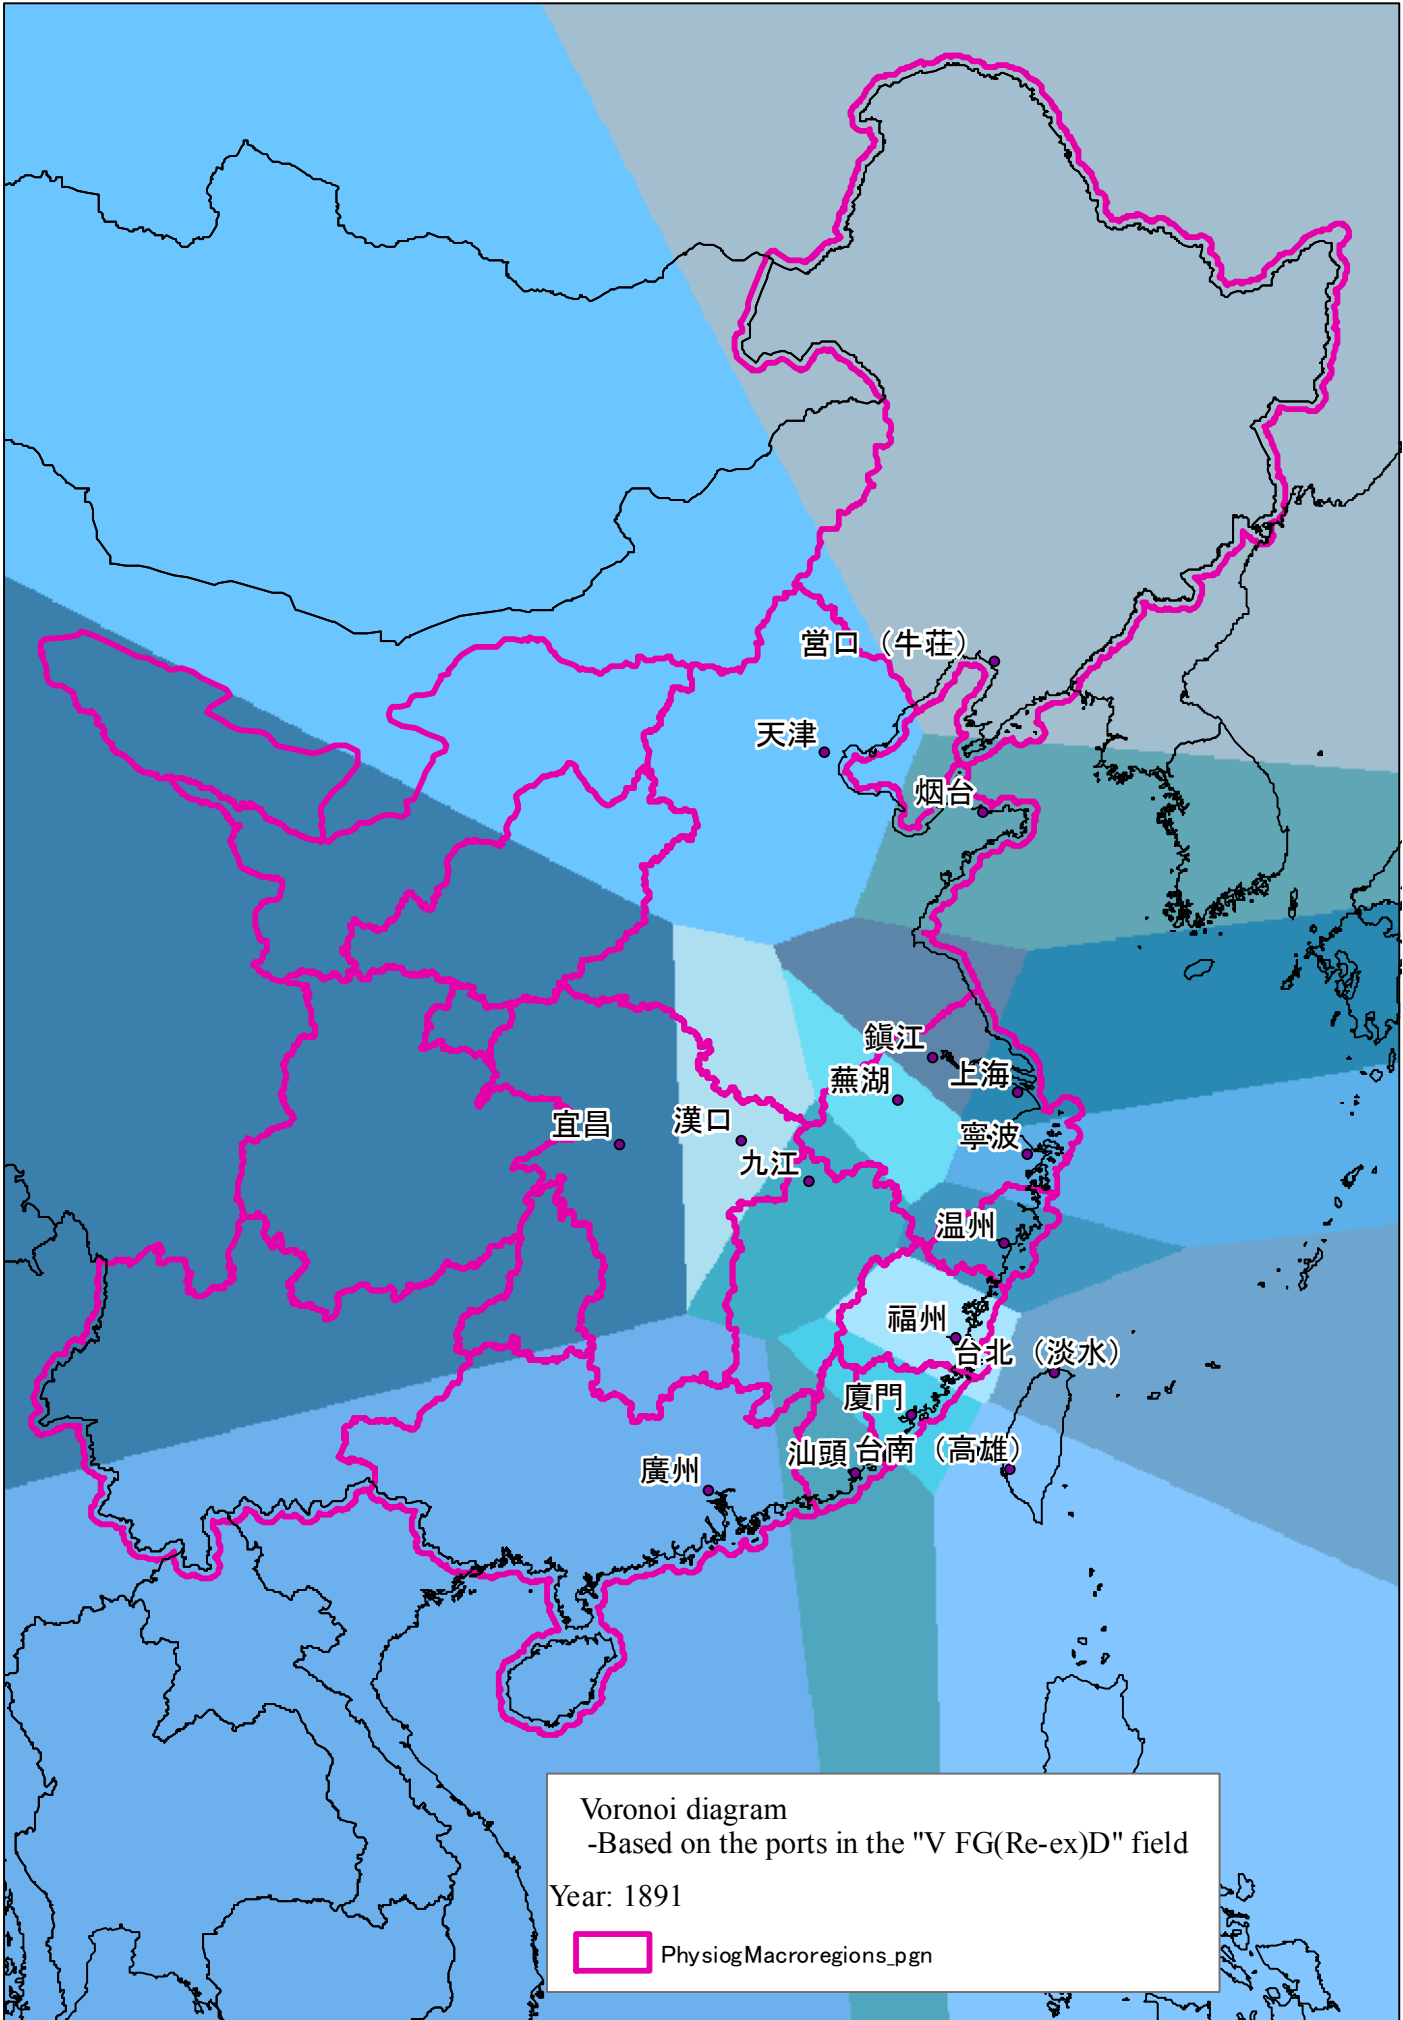 営口（牛荘）
天津
烟台
鎭江
上海
蕪湖
宜昌
漢口
寧波
九江
温州
福州
台北（淡水）
廈門
汕頭
台南（高雄）
廣州
Voronoi diagram
-Based on the ports in the "V FG(Re-ex)D" field
Year: 1891
PhysiogMacroregions_pgn